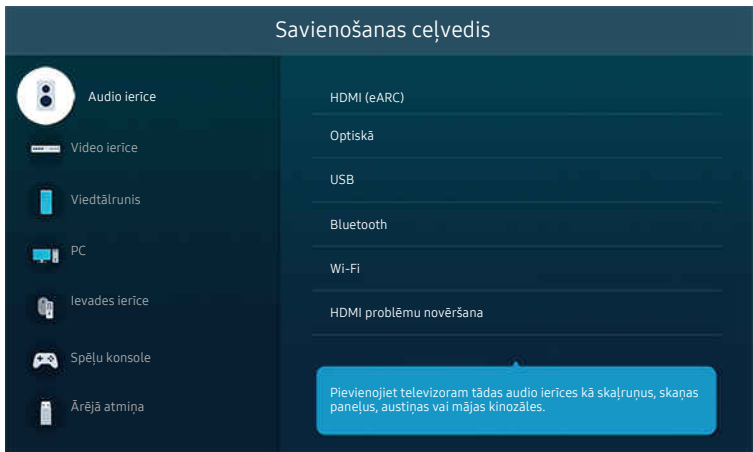 Savienošanas ceļvedis
Audio ierīce
Video ierīce
Viedtālrunis
PC
Ievades ierīce
Spēļu konsole
Ārējā atmiņa
HDMI (eARC)
Optiskā
USB
Bluetooth
Wi-Fi
HDMI problēmu novēršana
Pievienojiet televizoram tādas audio ierīces kā skaļruņus, skaņas
paneļus, austiņas vai mājas kinozāles.